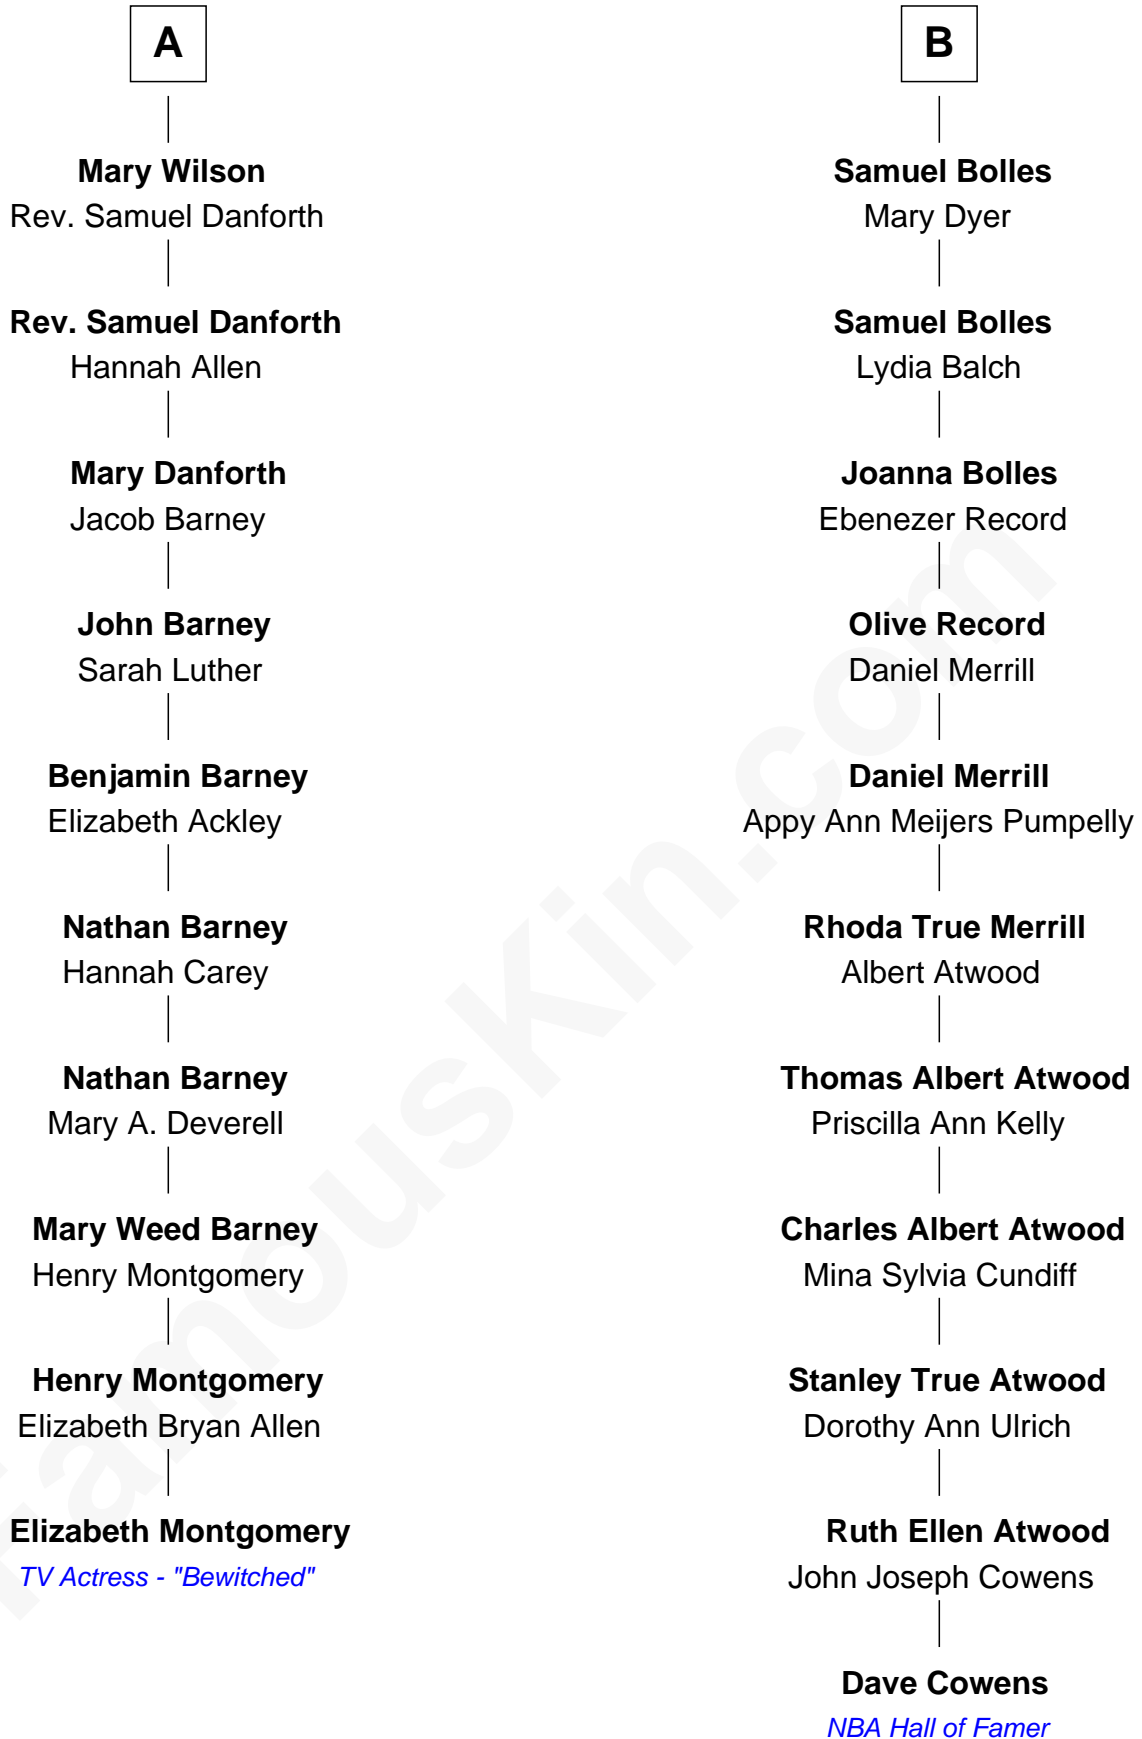 A
Mary Wilson
Rev. Samuel Danforth
Rev. Samuel Danforth
Hannah Allen
Mary Danforth
Jacob Barney
John Barney
Sarah Luther
Benjamin Barney
Elizabeth Ackley
Nathan Barney
Hannah Carey
Nathan Barney
Mary A. Deverell
Mary Weed Barney
Henry Montgomery
Henry Montgomery
Elizabeth Bryan Allen
Elizabeth Montgomery
TV Actress - "Bewitched"
B
Samuel Bolles
Mary Dyer
Samuel Bolles
Lydia Balch
Joanna Bolles
Ebenezer Record
Olive Record
Daniel Merrill
Daniel Merrill
Appy Ann Meijers Pumpelly
Rhoda True Merrill
Albert Atwood
Thomas Albert Atwood
Priscilla Ann Kelly
Charles Albert Atwood
Mina Sylvia Cundiff
Stanley True Atwood
Dorothy Ann Ulrich
Ruth Ellen Atwood
John Joseph Cowens
Dave Cowens
NBA Hall of Famer
FamousKin.com